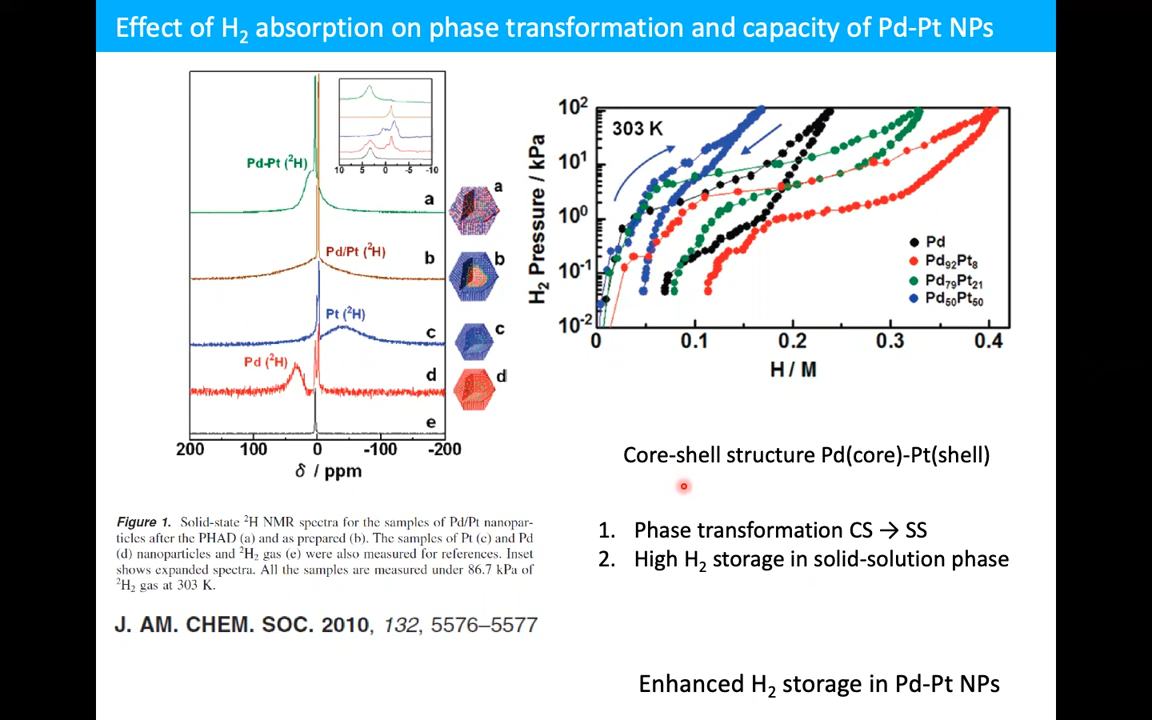 Effect of H₂ absorption on phase transformation and capacity of Pd-Pt NPs
Pd-Pt (²H)
10 5 0 -5 -10
a
a
Pd/Pt (²H)
b
b
Pt (²H)
c
c
Pd (²H)
d
d
e
200 100 0 -100 -200
δ / ppm
H₂ Pressure / kPa
10²
10¹
10⁰
10⁻¹
10⁻²
303 K
Pd
Pd₉₂Pt₈
Pd₇₉Pt₂₁
Pd₅₀Pt₅₀
0 0.1 0.2 0.3 0.4
H / M
Figure 1. Solid-state ²H NMR spectra for the samples of Pd/Pt nanopar-
ticles after the PHAD (a) and as prepared (b). The samples of Pt (c) and Pd
(d) nanoparticles and ²H₂ gas (e) were also measured for references. Inset
shows expanded spectra. All the samples are measured under 86.7 kPa of
²H₂ gas at 303 K.
J. AM. CHEM. SOC. 2010, 132, 5576–5577
Core-shell structure Pd(core)-Pt(shell)
1. Phase transformation CS → SS
2. High H₂ storage in solid-solution phase
Enhanced H₂ storage in Pd-Pt NPs